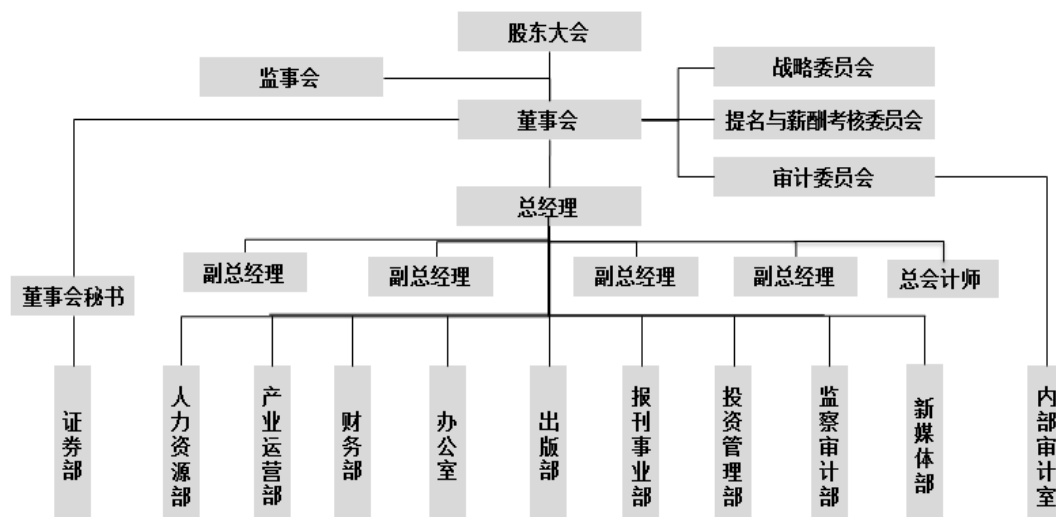 股东大会
监事会
战略委员会
董事会
提名与薪酬考核委员会
审计委员会
总经理
副总经理
副总经理
副总经理
副总经理
总会计师
董事会秘书
证券部
人力资源部
产业运营部
财务部
办公室
出版部
报刊事业部
投资管理部
监察审计部
新媒体部
内部审计室